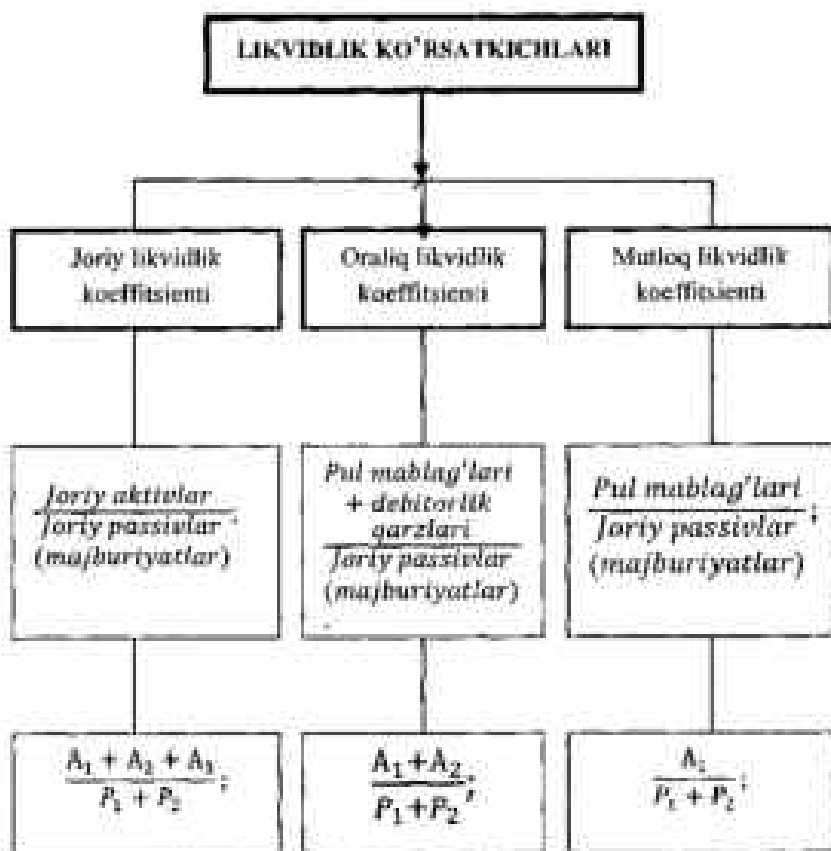 LIKVIDLIK KO'RSATKICHLARI
Joriy likvidlik
koeffitsienti
Oraliq likvidlik
koeffitsienti
Mutloq likvidlik
koeffitsienti
Joriy aktivlar
Joriy passivlar;
(majburiyatlar)
Pul mablag'lari
+ debitorlik
qarzlari
Joriy passivlar
(majburiyatlar)
Pul mablag'lari
Joriy passivlar;
(majburiyatlar)
A₁ + A₂ + A₃
P₁ + P₂;
A₁+A₂
P₁+P₂;
A₁
P₁ + P₂;